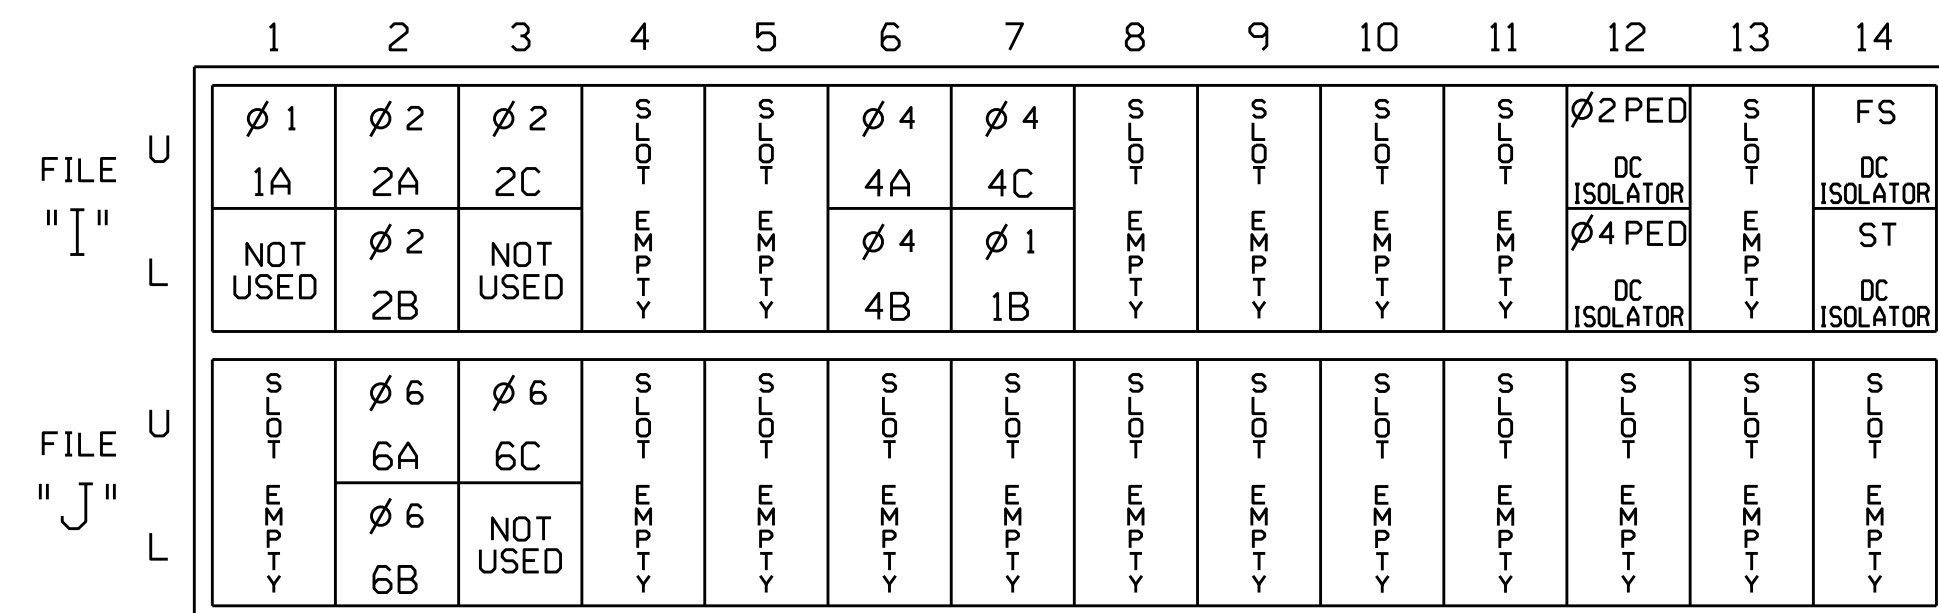 1 2 3 4 5 6 7 8 9 10 11 12 13 14
FILE "I"
U
L
Ø 1
1A
NOT USED
Ø 2
2A
Ø 2
2B
Ø 2
2C
NOT USED
SLOT EMPTY
SLOT EMPTY
Ø 4
4A
Ø 4
4B
Ø 4
4C
Ø 1
1B
SLOT EMPTY
SLOT EMPTY
SLOT EMPTY
SLOT EMPTY
Ø2 PED
DC
ISOLATOR
Ø4 PED
DC
ISOLATOR
SLOT EMPTY
FS
DC
ISOLATOR
ST
DC
ISOLATOR
FILE "J"
U
L
SLOT EMPTY
Ø 6
6A
Ø 6
6B
Ø 6
6C
NOT USED
SLOT EMPTY
SLOT EMPTY
SLOT EMPTY
SLOT EMPTY
SLOT EMPTY
SLOT EMPTY
SLOT EMPTY
SLOT EMPTY
SLOT EMPTY
SLOT EMPTY
SLOT EMPTY